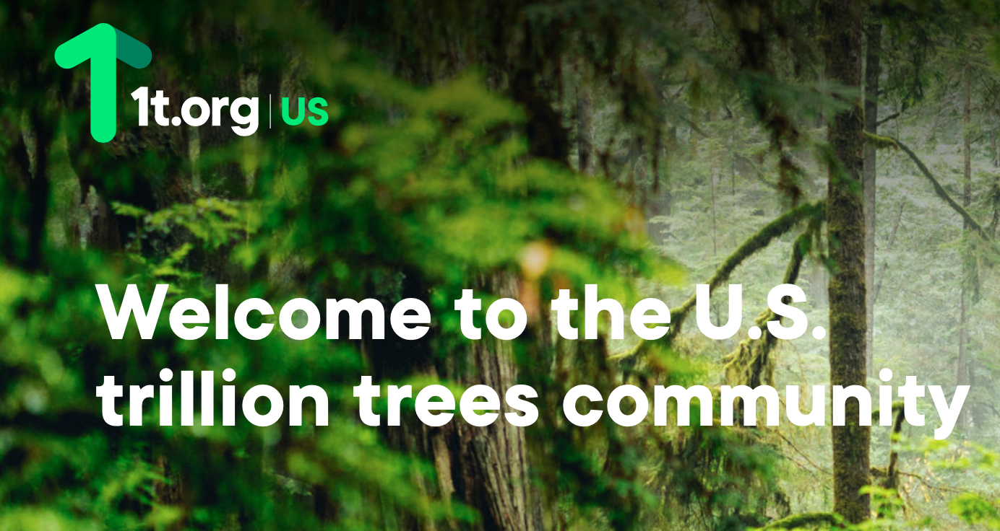 1t.org | US
Welcome to the U.S.
trillion trees community